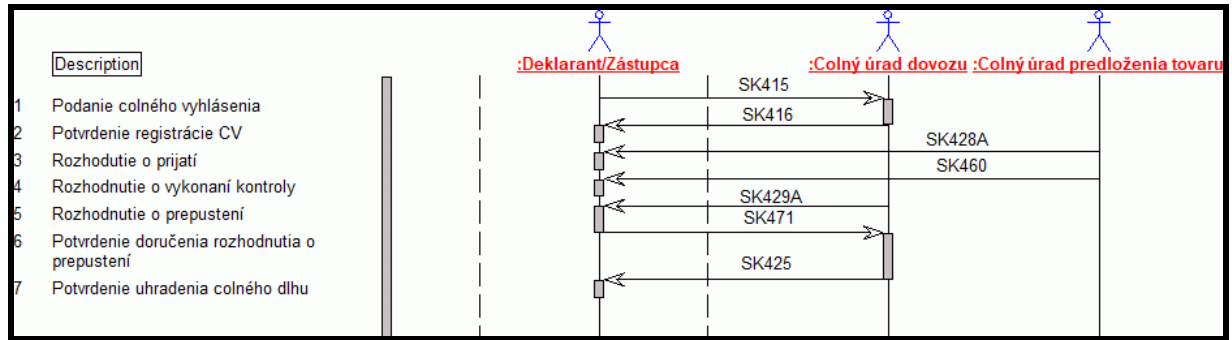 Description
:Deklarant/Zástupca
:Colný úrad dovozu
:Colný úrad predloženia tovaru
1 Podanie colného vyhlásenia
SK415
2 Potvrdenie registrácie CV
SK416
3 Rozhodutie o prijatí
SK428A
4 Rozhodnutie o vykonaní kontroly
SK460
5 Rozhodnutie o prepustení
SK429A
6 Potvrdenie doručenia rozhodnutia o
prepustení
SK471
7 Potvrdenie uhradenia colného dlhu
SK425